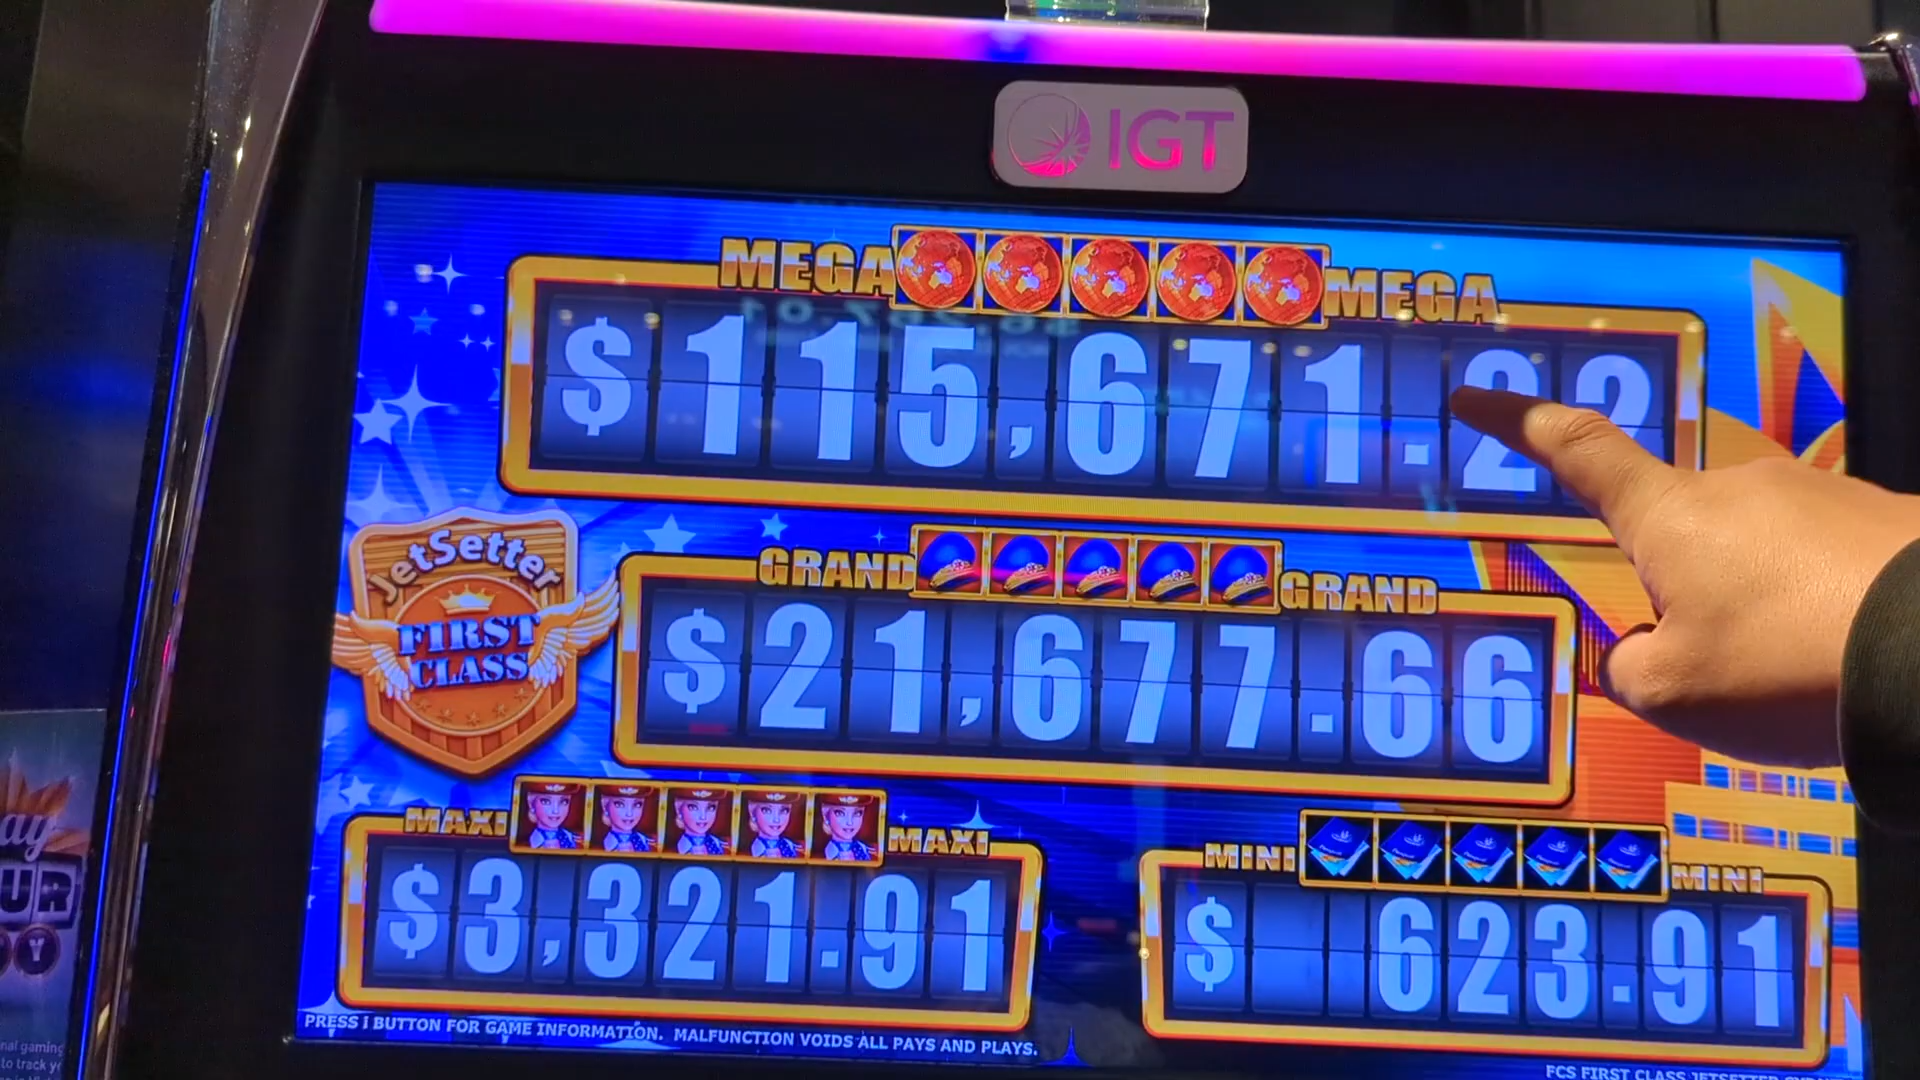 IGT
MEGA MEGA
$115,671.22
JetSetter
FIRST
CLASS
GRAND GRAND
$21,677.66
MAXI MAXI
$3,321.91
MINI MINI
$ 623.91
PRESS i BUTTON FOR GAME INFORMATION. MALFUNCTION VOIDS ALL PAYS AND PLAYS.
FCS FIRST CLASS JETSETTER